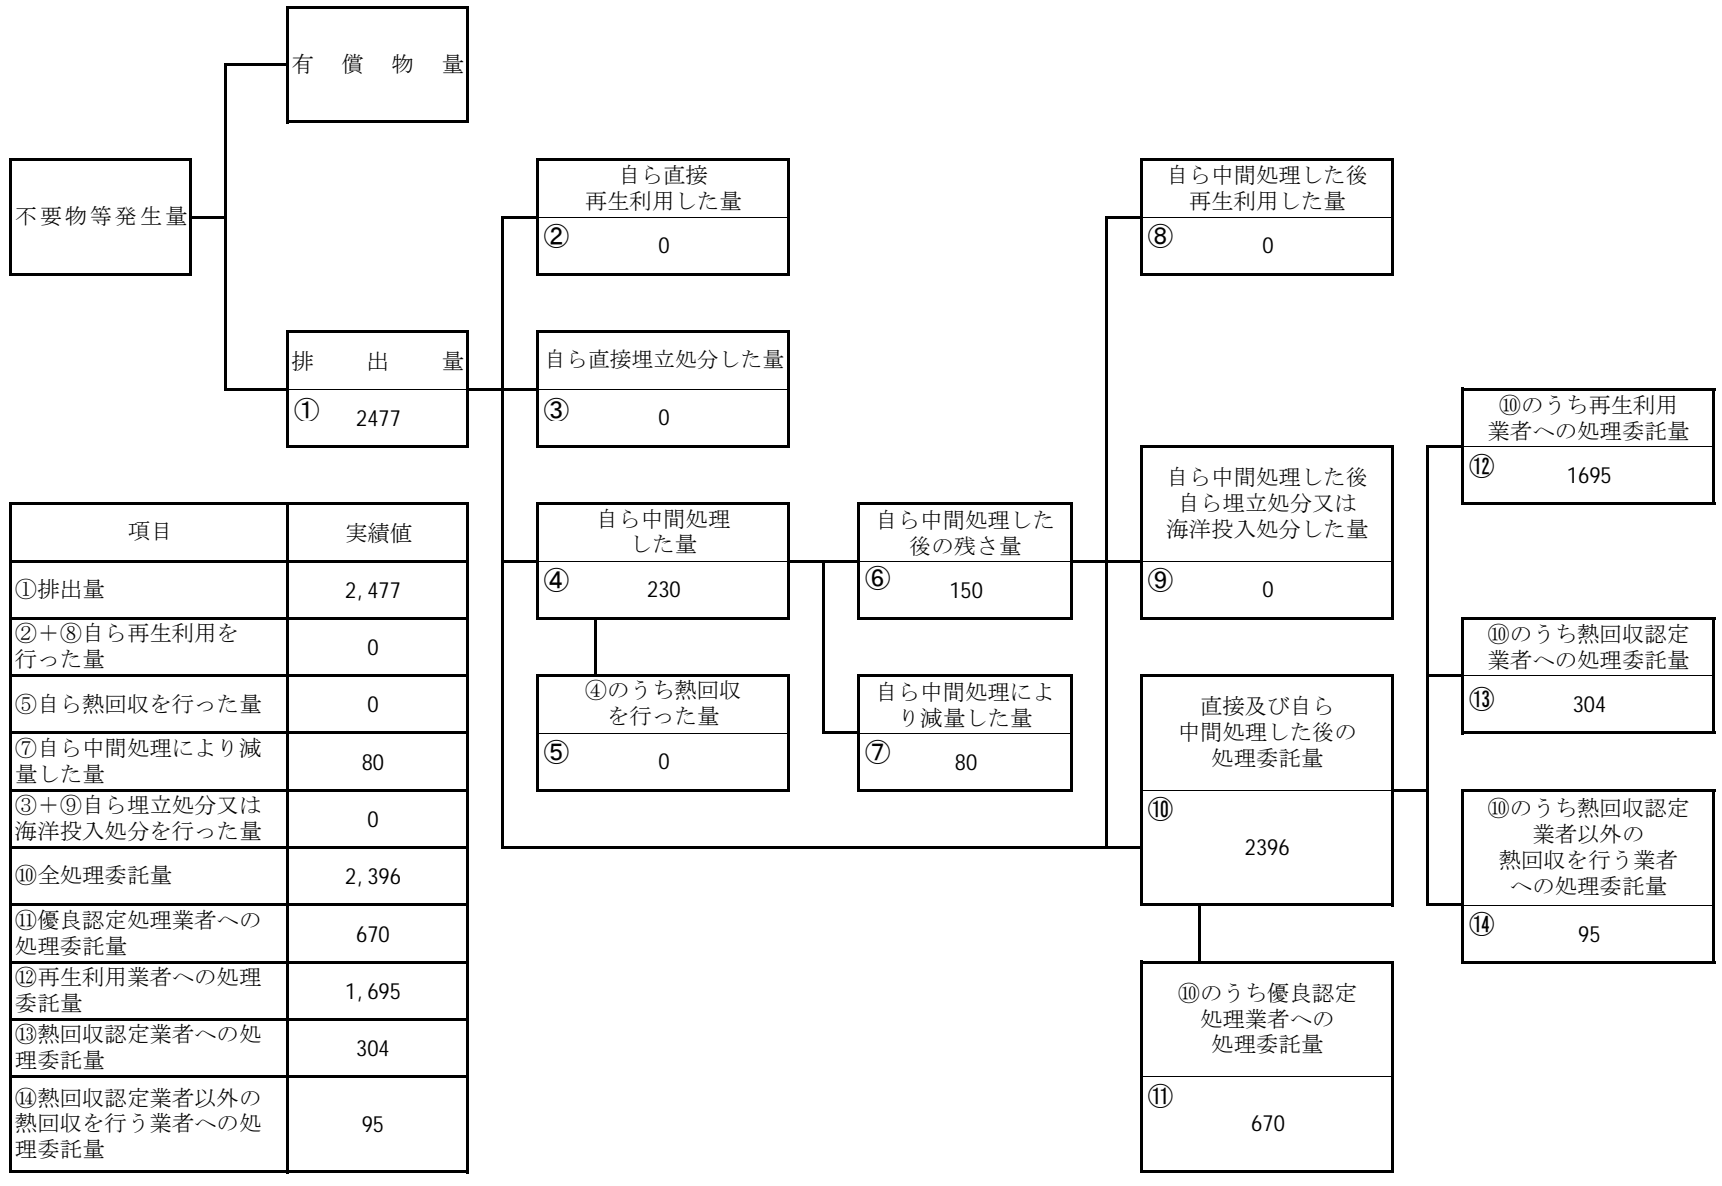 有償物量
不要物等発生量
自ら直接
再生利用した量
②
0
自ら中間処理した後
再生利用した量
⑧
0
排出量
①
2477
自ら直接埋立処分した量
③
0
⑩のうち再生利用
業者への処理委託量
⑫
1695
自ら中間処理した後
自ら埋立処分又は
海洋投入処分した量
⑨
0
自ら中間処理
した量
④
230
自ら中間処理した
後の残さ量
⑥
150
⑩のうち熱回収認定
業者への処理委託量
⑬
304
④のうち熱回収
を行った量
⑤
0
自ら中間処理によ
り減量した量
⑦
80
直接及び自ら
中間処理した後の
処理委託量
⑩
2396
⑩のうち熱回収認定
業者以外の
熱回収を行う業者
への処理委託量
⑭
95
⑩のうち優良認定
処理業者への
処理委託量
⑪
670
項目 実績値
①排出量 2,477
②＋⑧自ら再生利用を
行った量 0
⑤自ら熱回収を行った量 0
⑦自ら中間処理により減
量した量 80
③＋⑨自ら埋立処分又は
海洋投入処分を行った量 0
⑩全処理委託量 2,396
⑪優良認定処理業者への
処理委託量 670
⑫再生利用業者への処理
委託量 1,695
⑬熱回収認定業者への処
理委託量 304
⑭熱回収認定業者以外の
熱回収を行う業者への処
理委託量 95